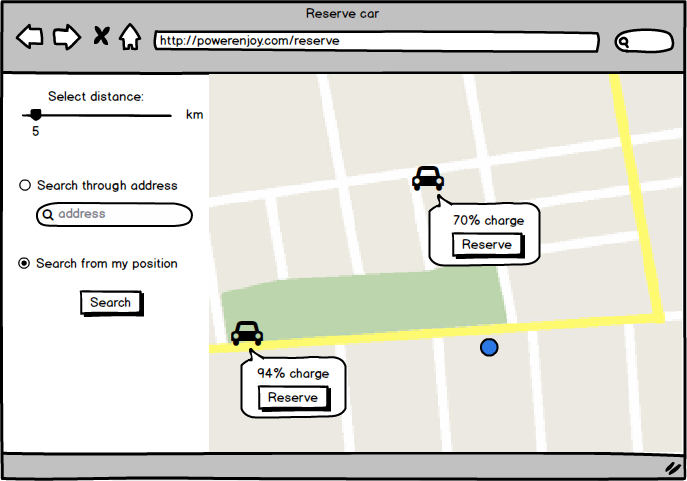 Reserve car
http://powerenjoy.com/reserve
Select distance:
km
5
Search through address
address
Search from my position
Search
70% charge
Reserve
94% charge
Reserve